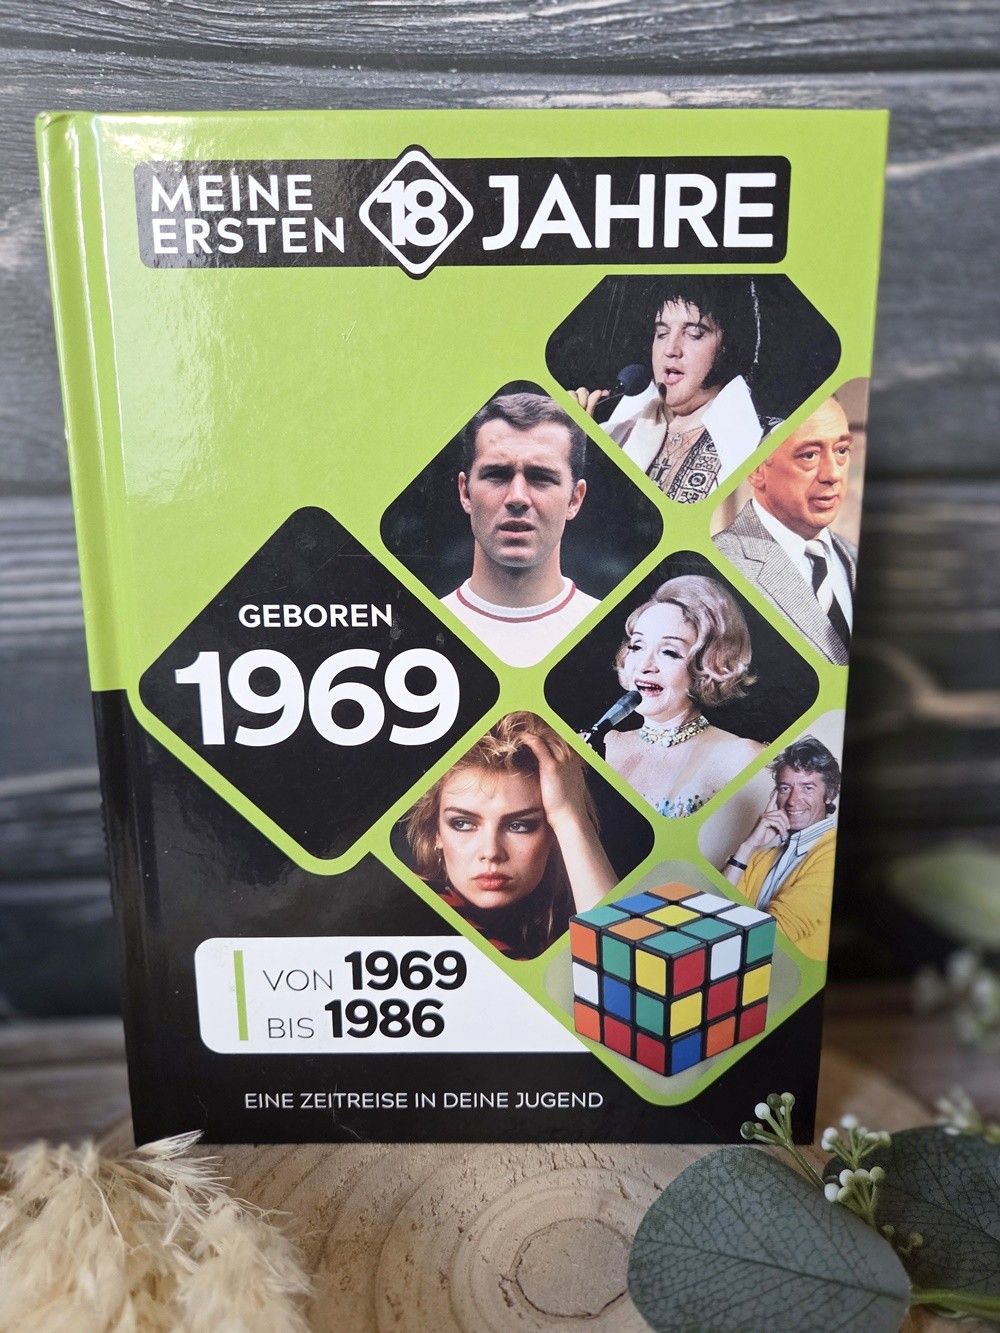 MEINE
ERSTEN
18
JAHRE
GEBOREN
1969
VON 1969
BIS 1986
EINE ZEITREISE IN DEINE JUGEND